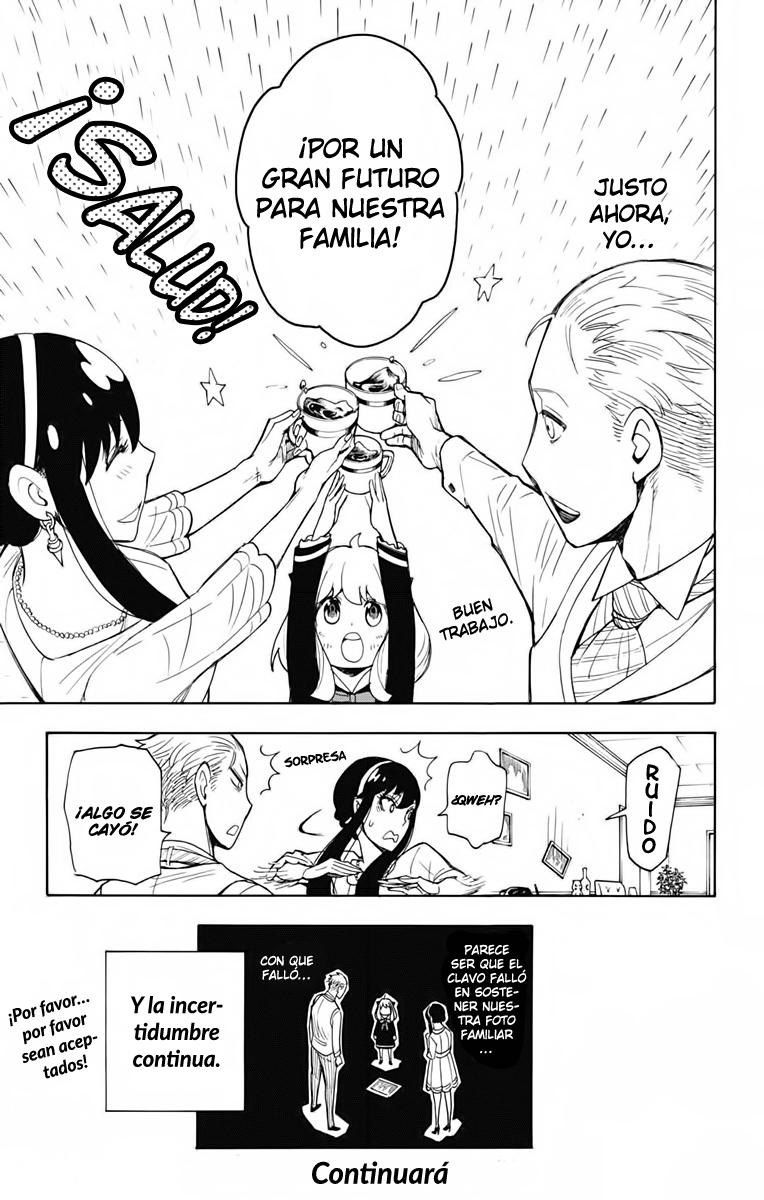 ¡SALUD!
¡POR UN
GRAN FUTURO
PARA NUESTRA
FAMILIA!
JUSTO
AHORA,
YO...
BUEN
TRABAJO.
¡ALGO SE
CAYÓ!
SORPRESA
¿QWEH?
RUIDO
¡Por favor...
por favor
sean acep-
tados!
Y la incer-
tidumbre
continua.
CON QUE
FALLÓ...
PARECE
SER QUE EL
CLAVO FALLÓ
EN SOSTE-
NER NUES-
TRA FOTO
FAMILIAR
...
Continuará